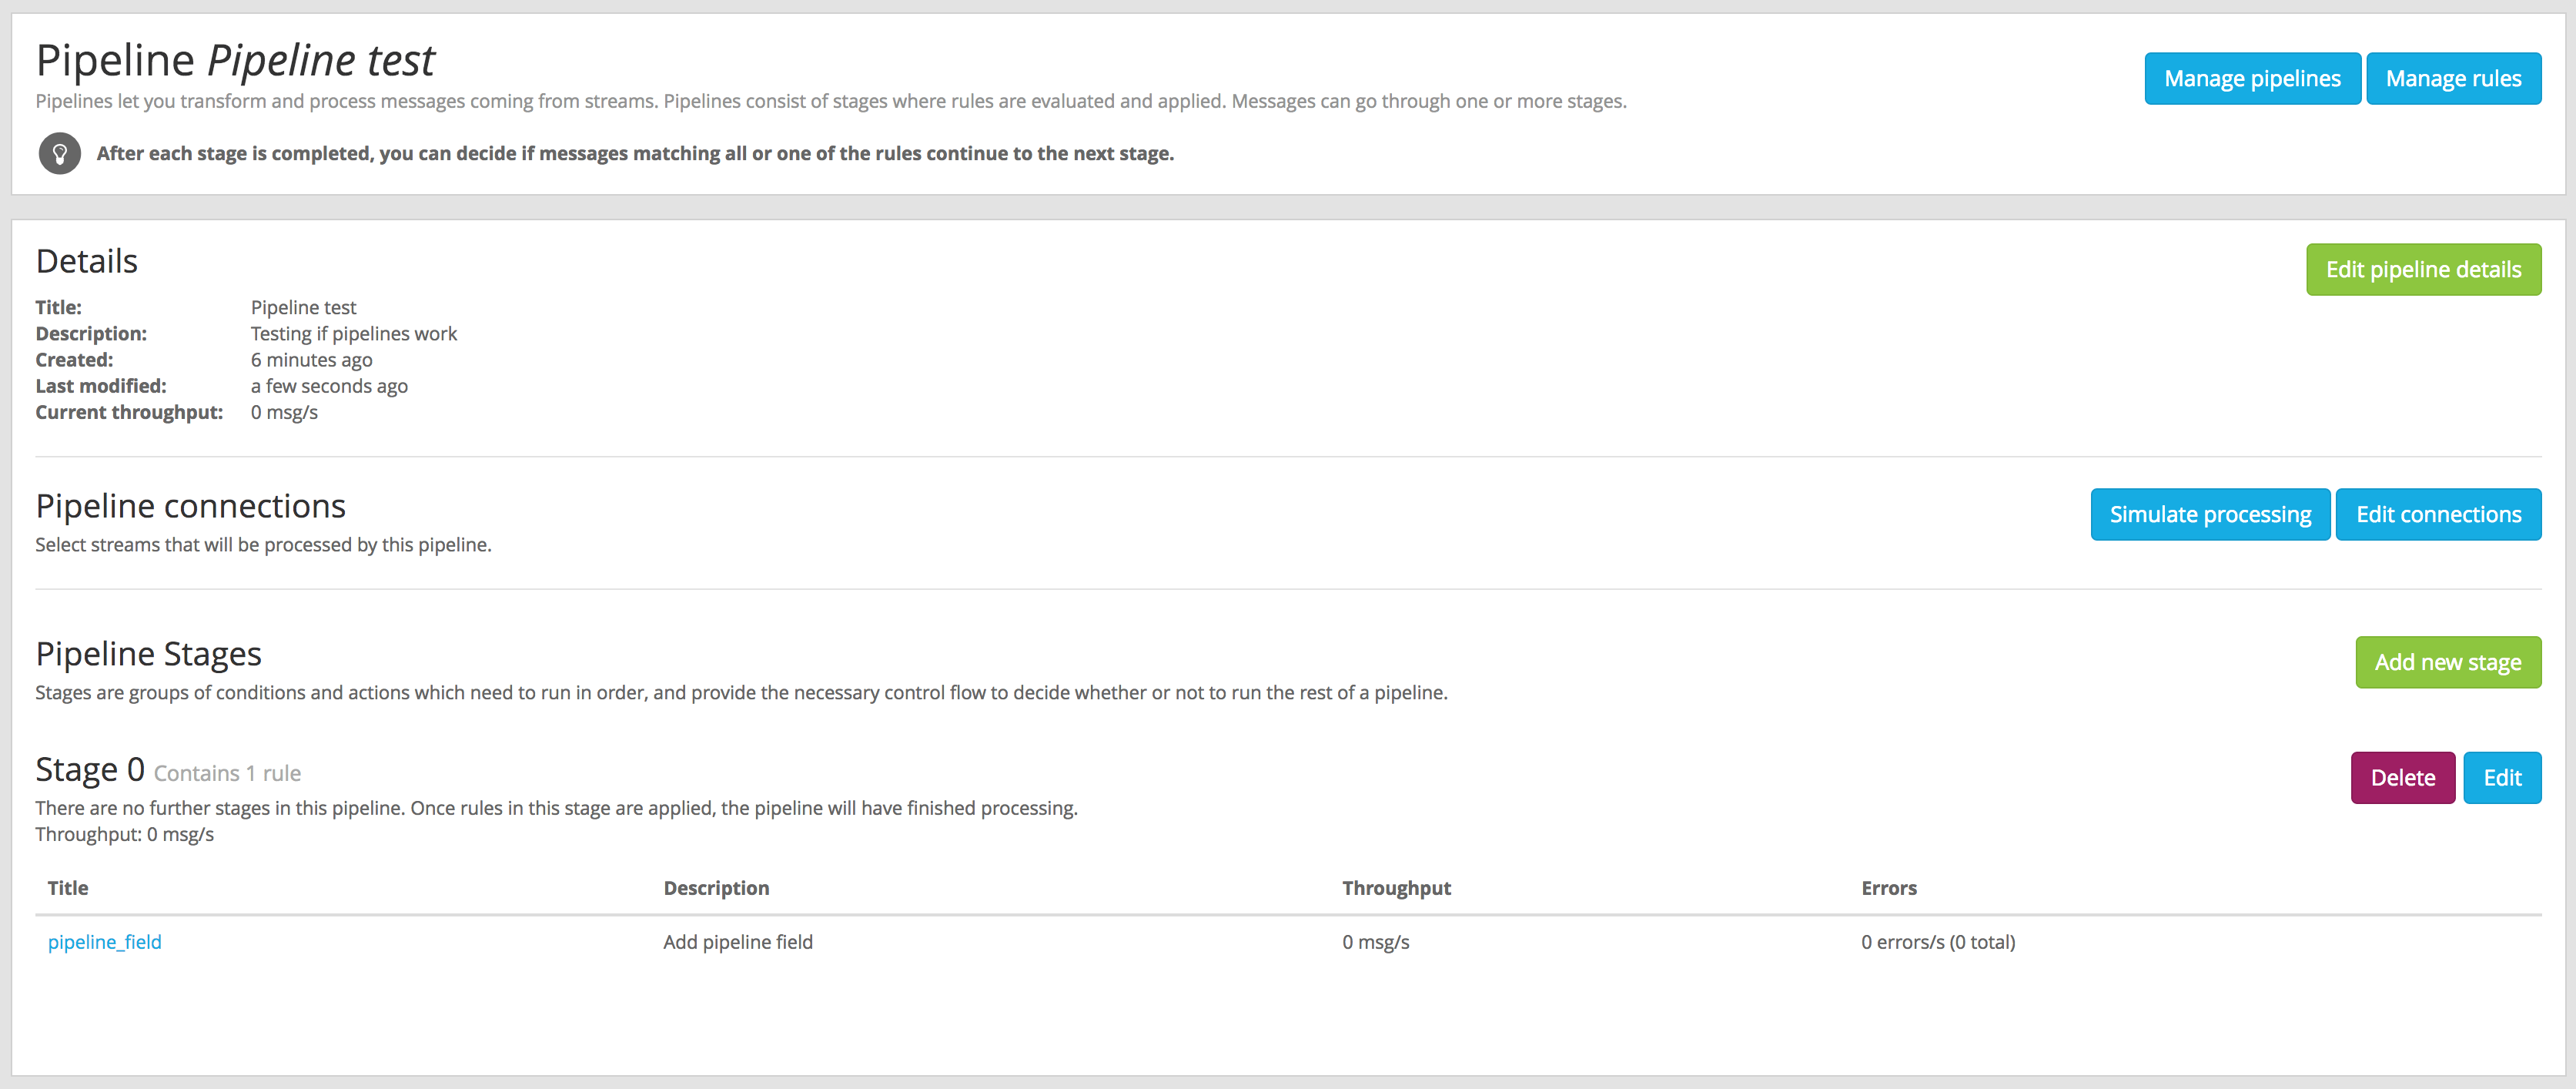 Pipeline Pipeline test
Manage pipelines
Manage rules
Pipelines let you transform and process messages coming from streams. Pipelines consist of stages where rules are evaluated and applied. Messages can go through one or more stages.
After each stage is completed, you can decide if messages matching all or one of the rules continue to the next stage.
Details
Edit pipeline details
Title: Pipeline test
Description: Testing if pipelines work
Created: 6 minutes ago
Last modified: a few seconds ago
Current throughput: 0 msg/s
Pipeline connections
Simulate processing
Edit connections
Select streams that will be processed by this pipeline.
Pipeline Stages
Add new stage
Stages are groups of conditions and actions which need to run in order, and provide the necessary control flow to decide whether or not to run the rest of a pipeline.
Stage 0 Contains 1 rule
Delete
Edit
There are no further stages in this pipeline. Once rules in this stage are applied, the pipeline will have finished processing.
Throughput: 0 msg/s
Title Description Throughput Errors
pipeline_field Add pipeline field 0 msg/s 0 errors/s (0 total)